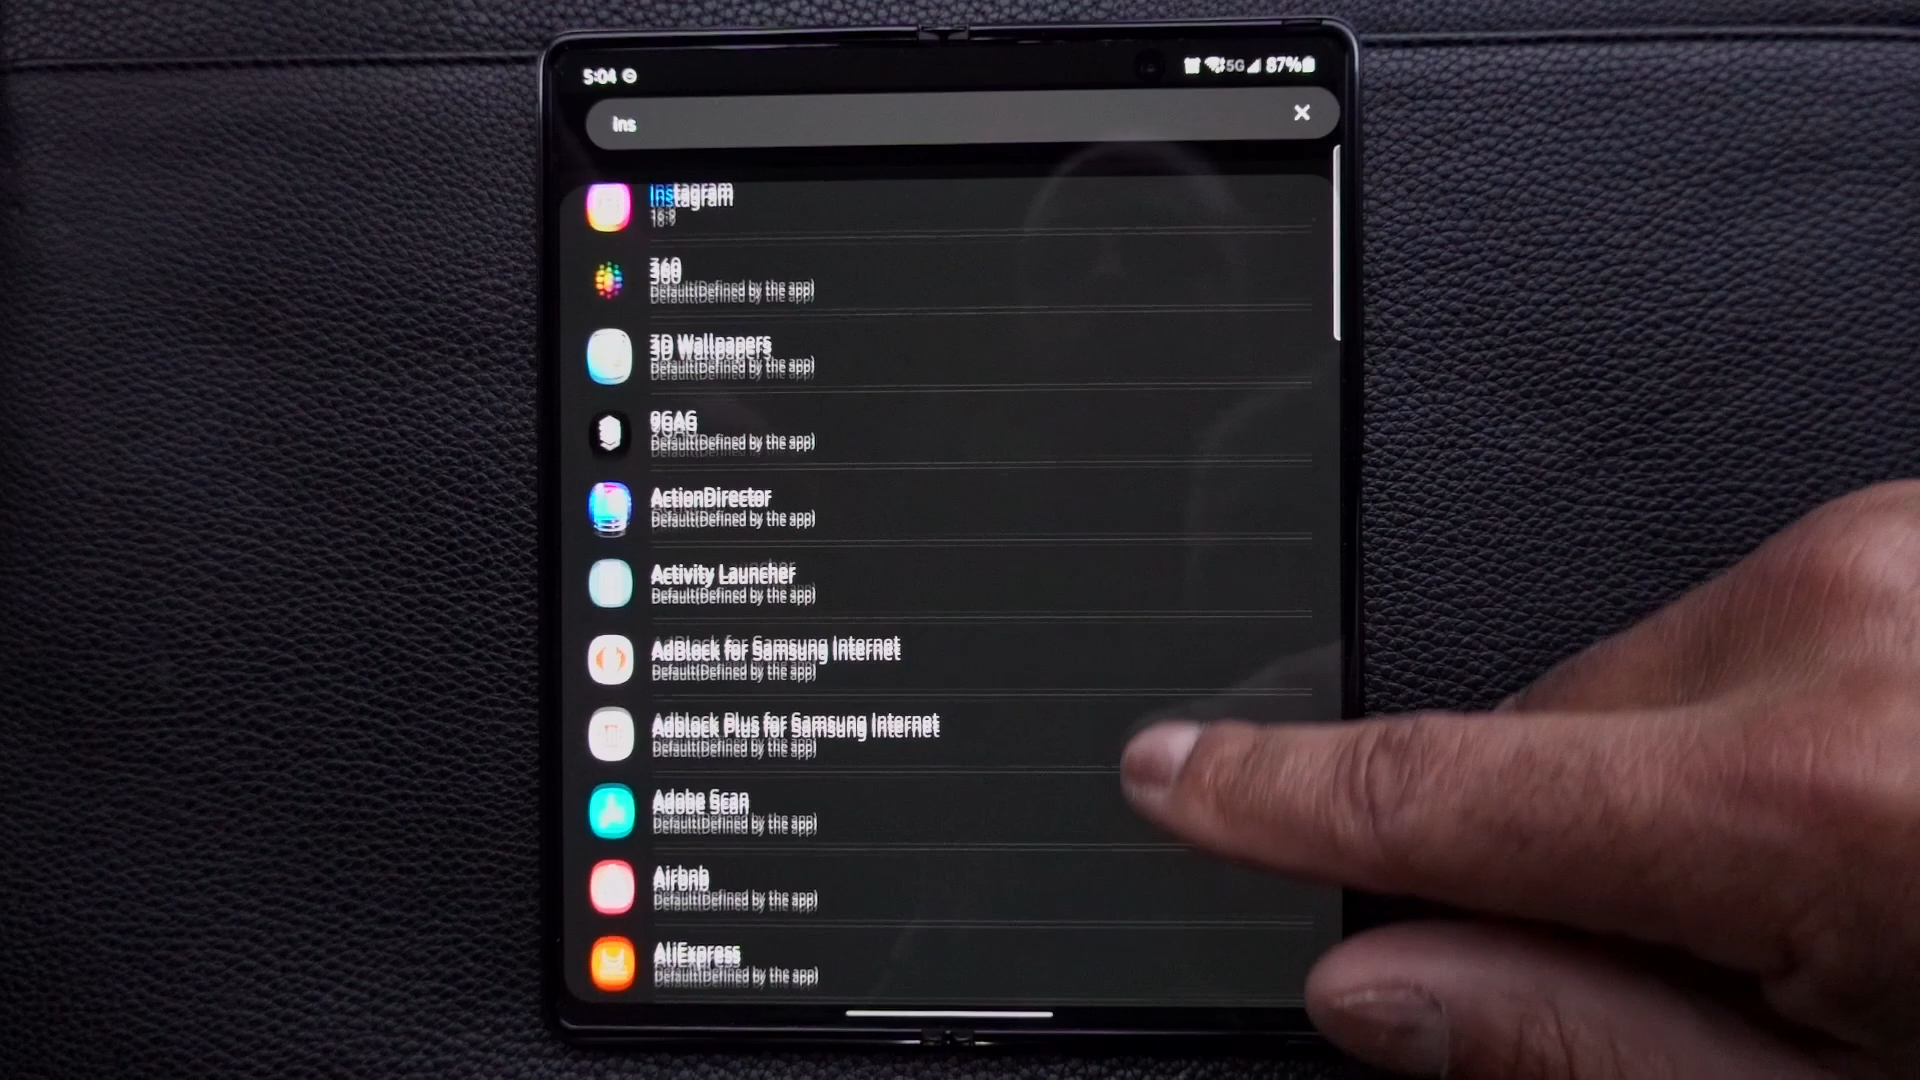 5:04
5G 87%
Ins
Instagram
16:9
360
Default(Defined by the app)
3D Wallpapers
Default(Defined by the app)
Default(Defined by the app)
ActionDirector
Default(Defined by the app)
Activity Launcher
Default(Defined by the app)
AdBlock for Samsung Internet
Default(Defined by the app)
Adblock Plus for Samsung Internet
Default(Defined by the app)
Adobe Scan
Default(Defined by the app)
Airbnb
Default(Defined by the app)
AliExpress
Default(Defined by the app)